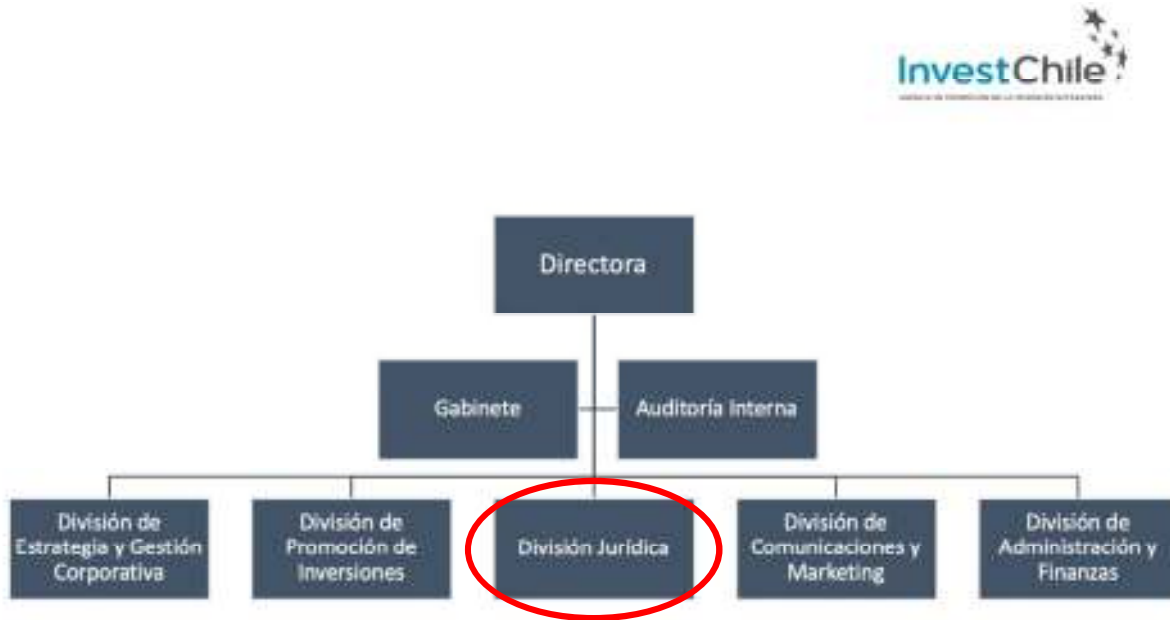 InvestChile
Directora
Gabinete
Auditoría Interna
División de
Estrategia y Gestión
Corporativa
División de
Promoción de
Inversiones
División Jurídica
División de
Comunicaciones y
Marketing
División de
Administración y
Finanzas